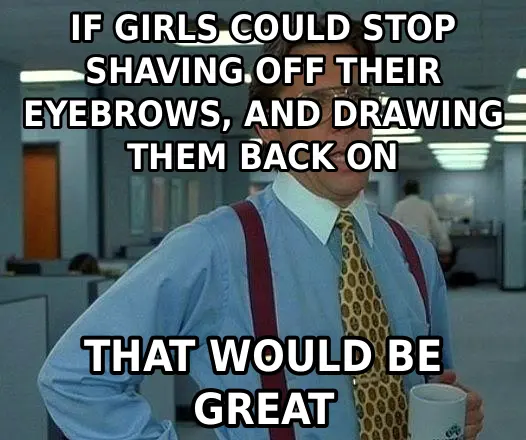 IF GIRLS COULD STOP
SHAVING OFF THEIR
EYEBROWS, AND DRAWING
THEM BACK ON
THAT WOULD BE
GREAT